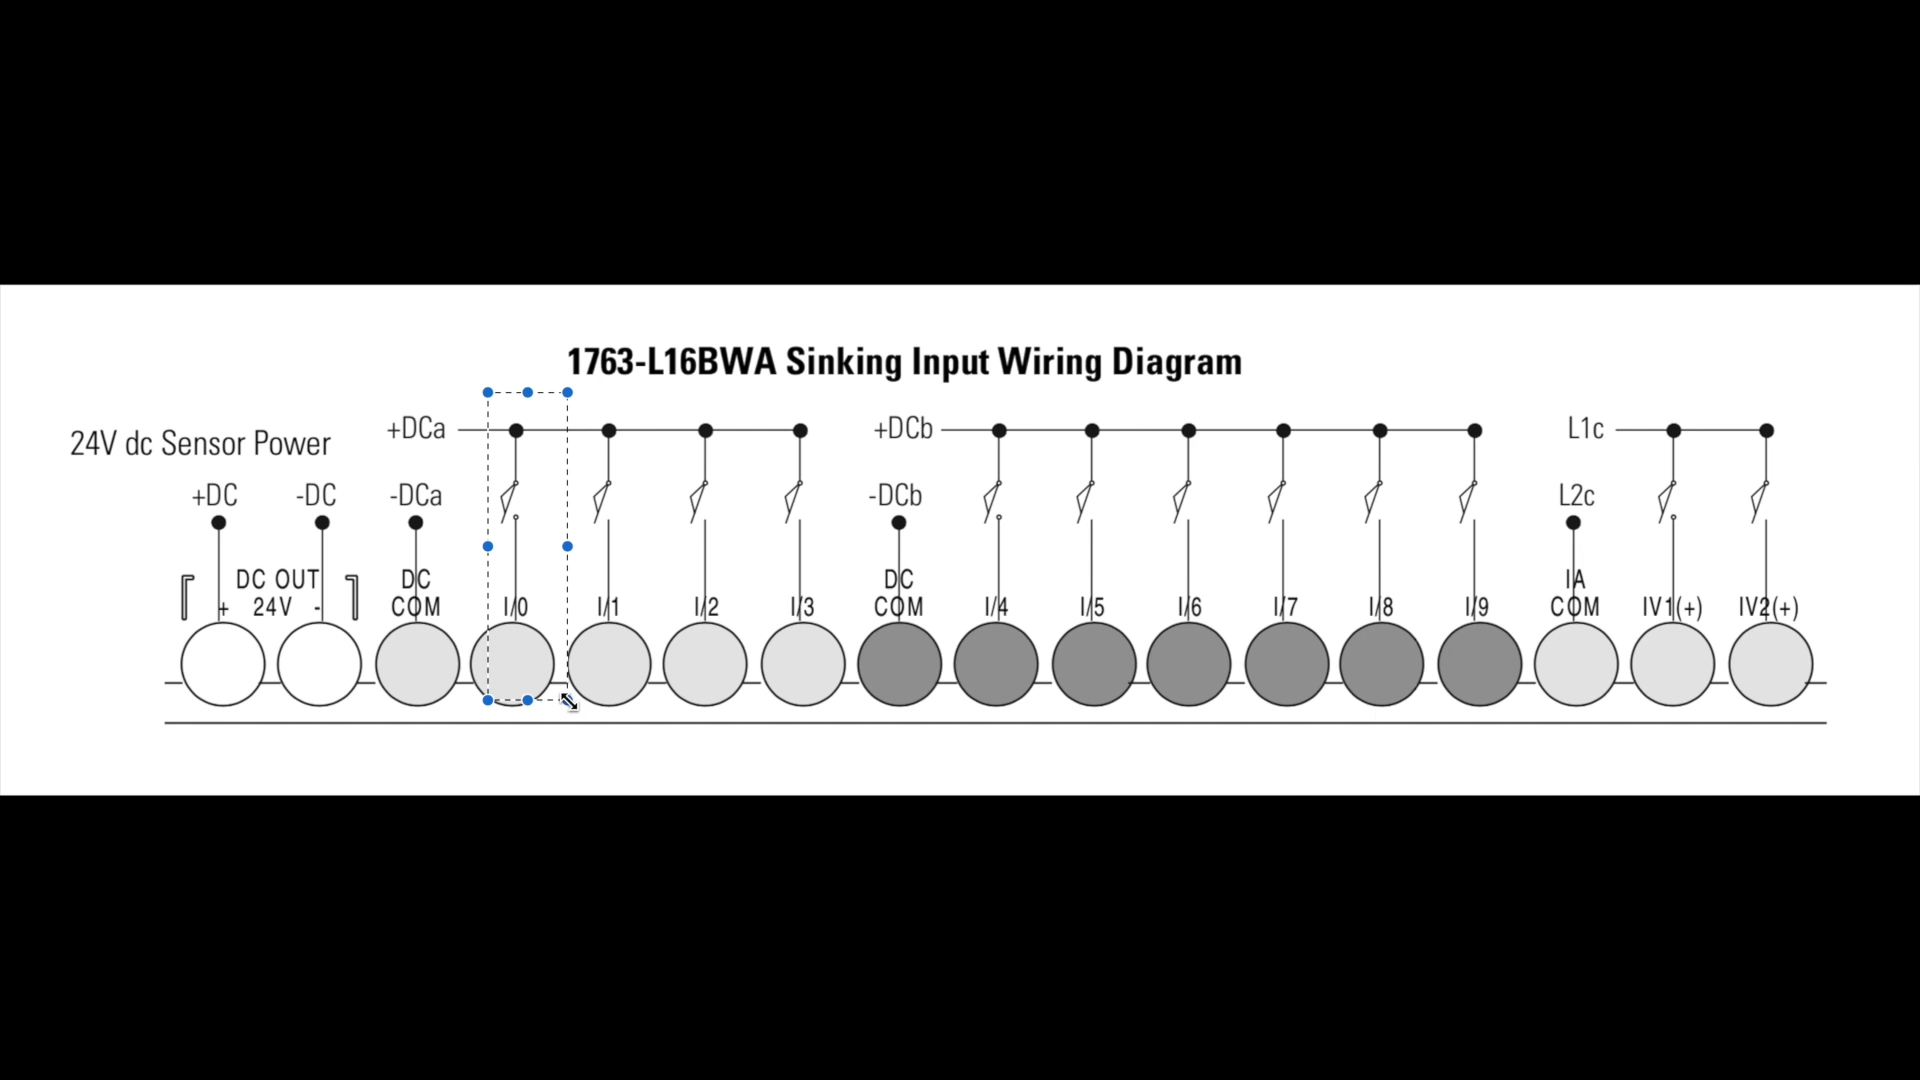 1763-L16BWA Sinking Input Wiring Diagram
24V dc Sensor Power
+DCa
+DCb
L1c
+DC
-DC
-DCa
-DCb
L2c
DC OUT
+ 24V -
DC
COM
I/0
I/1
I/2
I/3
DC
COM
I/4
I/5
I/6
I/7
I/8
I/9
IA
COM
IV1(+)
IV2(+)